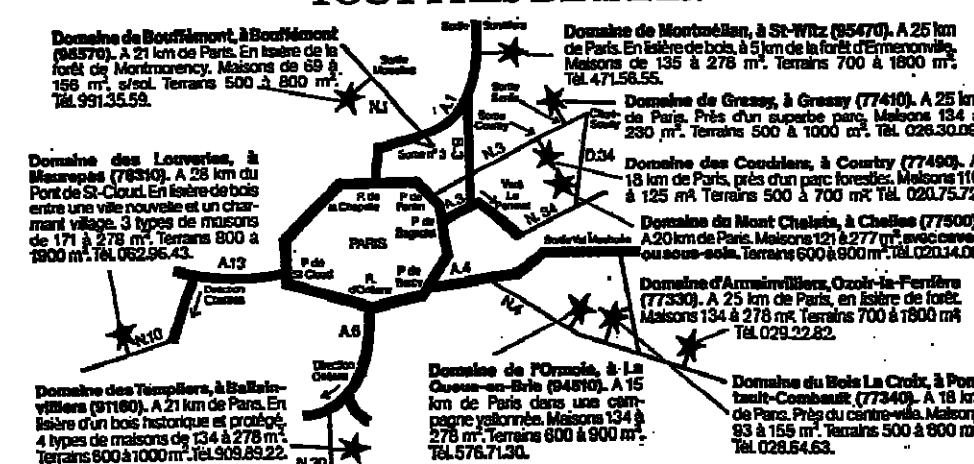 Domaine de Bouffémont, à Bouffémont
(95570). A 21 km de Paris. En lisière de la
forêt de Montmorency. Maisons de 69 à
156 m², s/sol. Terrains 500 à 800 m².
Tél. 991.35.59.
Domaine des Louveries, à
Maurepas (78310). A 28 km du
Pont de St-Cloud. En lisière de bois
entre une ville nouvelle et un char-
mant village. 3 types de maisons
de 171 à 278 m². Terrains 800 à
1900 m². Tél. 062.96.43.
Domaine des Templiers, à Ballain-
villiers (91160). A 21 km de Paris. En
lisière d'un bois historique et protégé.
4 types de maisons de 134 à 278 m².
Terrains 600 à 1000 m². Tél. 909.89.22.
N.1
A.1
Sortie n° 3
P. de
la Chapelle
P. de
Pantin
P. de
Bagnolet
PARIS
P. de
St Cloud
P.
d'Orléans
P. de
Bercy
A.13
Direction
Chartres
N.10
A.6
Direction
N.20
A.3
A.4
N.3
N.34
D.34
N.4
Sortie
Courtry
Domaine de Montmélian, à St-Witz (95470). A 25 km
de Paris. En lisière de bois, à 5 km de la forêt d'Ermenonville.
Maisons de 135 à 278 m². Terrains 700 à 1800 m².
Tél. 471.56.55.
Domaine de Gressy, à Gressy (77410). A 25 km
de Paris. Près d'un superbe parc. Maisons 134 à
230 m². Terrains 500 à 1000 m². Tél. 026.30.0
Domaine des Coudriers, à Courtry (77490). A
18 km de Paris, près d'un parc forestier. Maisons 110
à 125 m². Terrains 500 à 700 m². Tél. 020.75.7
Domaine du Mont Chalats, à Chelles (77500)
A 20 km de Paris. Maisons 121 à 277 m², avec cave
ou sous-sol. Terrains 600 à 900 m². Tél. 020.14.0
Domaine d'Armainvilliers, Ozoir-la-Ferrière
(77330). A 25 km de Paris, en lisière de forêt.
Maisons 134 à 278 m². Terrains 700 à 1800 m².
Tél. 029.22.82.
Domaine de l'Ormoie, à La
Queue-en-Brie (94510). A 15
km de Paris dans une cam-
pagne vallonnée. Maisons 134 à
278 m². Terrains 600 à 900 m².
Tél. 576.71.30.
Domaine du Bois La Croix, à Pon-
tault-Combault (77340). A 18 km
de Paris. Près du centre-ville. Maisons
93 à 155 m². Terrains 500 à 800 m².
Tél. 028.64.63.